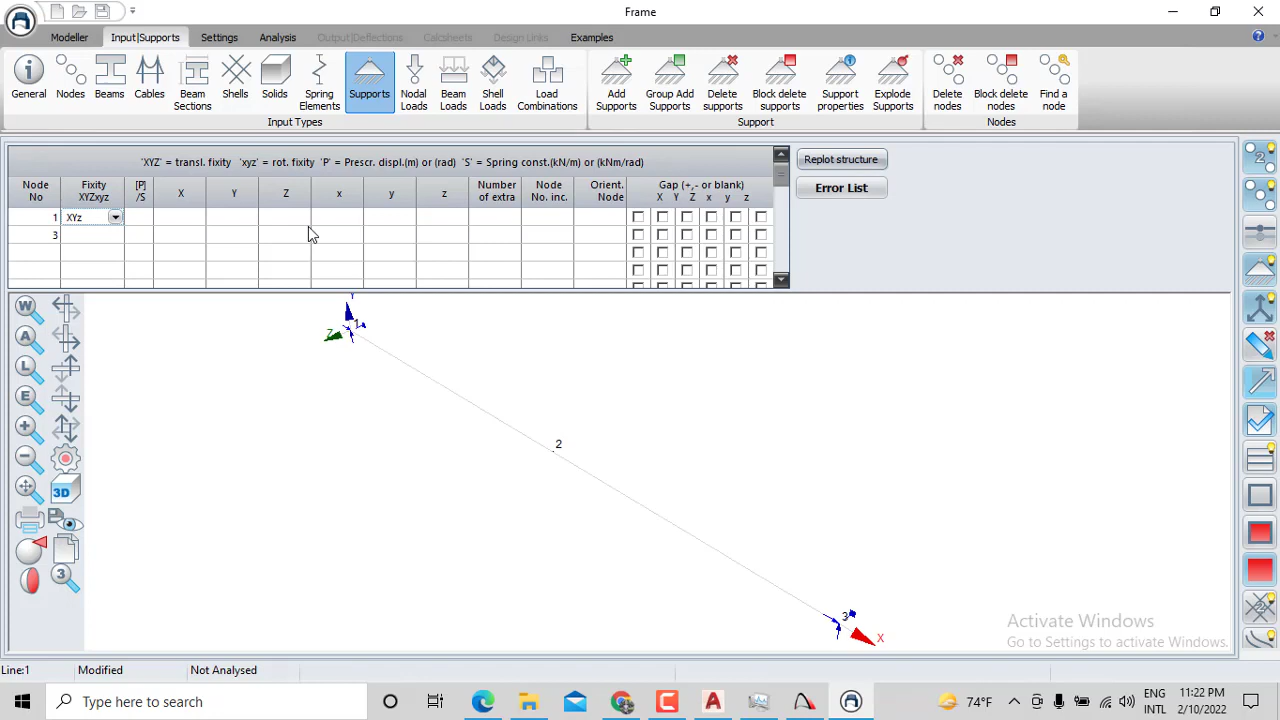 Frame
Modeller Input|Supports Settings Analysis Output|Deflections Calcsheets Design Links Examples
General Nodes Beams Cables Beam Sections Shells Solids Spring Elements Supports Nodal Loads Beam Loads Shell Loads Load Combinations Add Supports Group Add Supports Delete supports Block delete supports Support properties Explode Supports Delete nodes Block delete nodes Find a node
Input Types Support Nodes
'XYZ' = transl. fixity 'xyz' = rot. fixity 'P' = Prescr. displ.(m) or (rad) 'S' = Spring const.(kN/m) or (kNm/rad)
Replot structure
Error List
Node No Fixity XYZxyz [P] /S X Y Z x y z Number of extra Node No. inc. Orient. Node Gap (+,- or blank) X Y Z x y z
1 XYz
3
W
A
L
E
3D
3
Y
1
Z
2
3
X
2
2
Activate Windows
Go to Settings to activate Windows.
Line:1 Modified Not Analysed
Type here to search
74°F
ENG
INTL
11:22 PM
2/10/2022